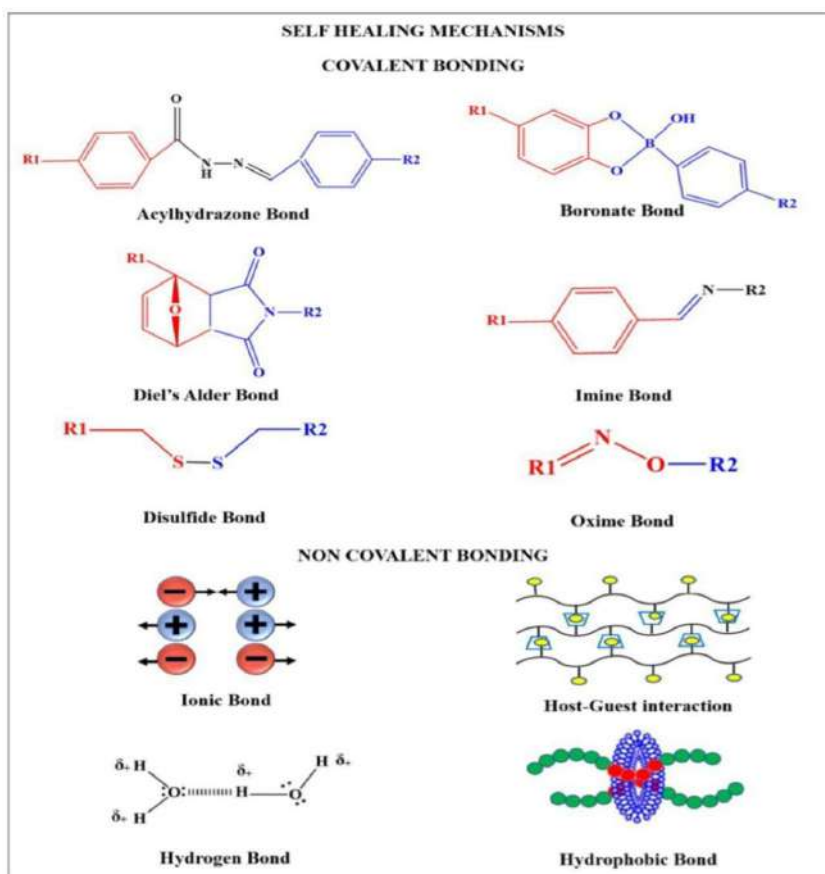 SELF HEALING MECHANISMS
COVALENT BONDING
R1 O N H N R2
Acylhydrazone Bond
R1 O O B OH R2
Boronate Bond
R1 O O N R2 O
Diel's Alder Bond
R1 N R2
Imine Bond
R1 S S R2
Disulfide Bond
R1 N O R2
Oxime Bond
NON COVALENT BONDING
− +
+ +
− −
Ionic Bond
Host-Guest interaction
δ+ H O H δ+ δ+ H O H δ+
Hydrogen Bond
Hydrophobic Bond